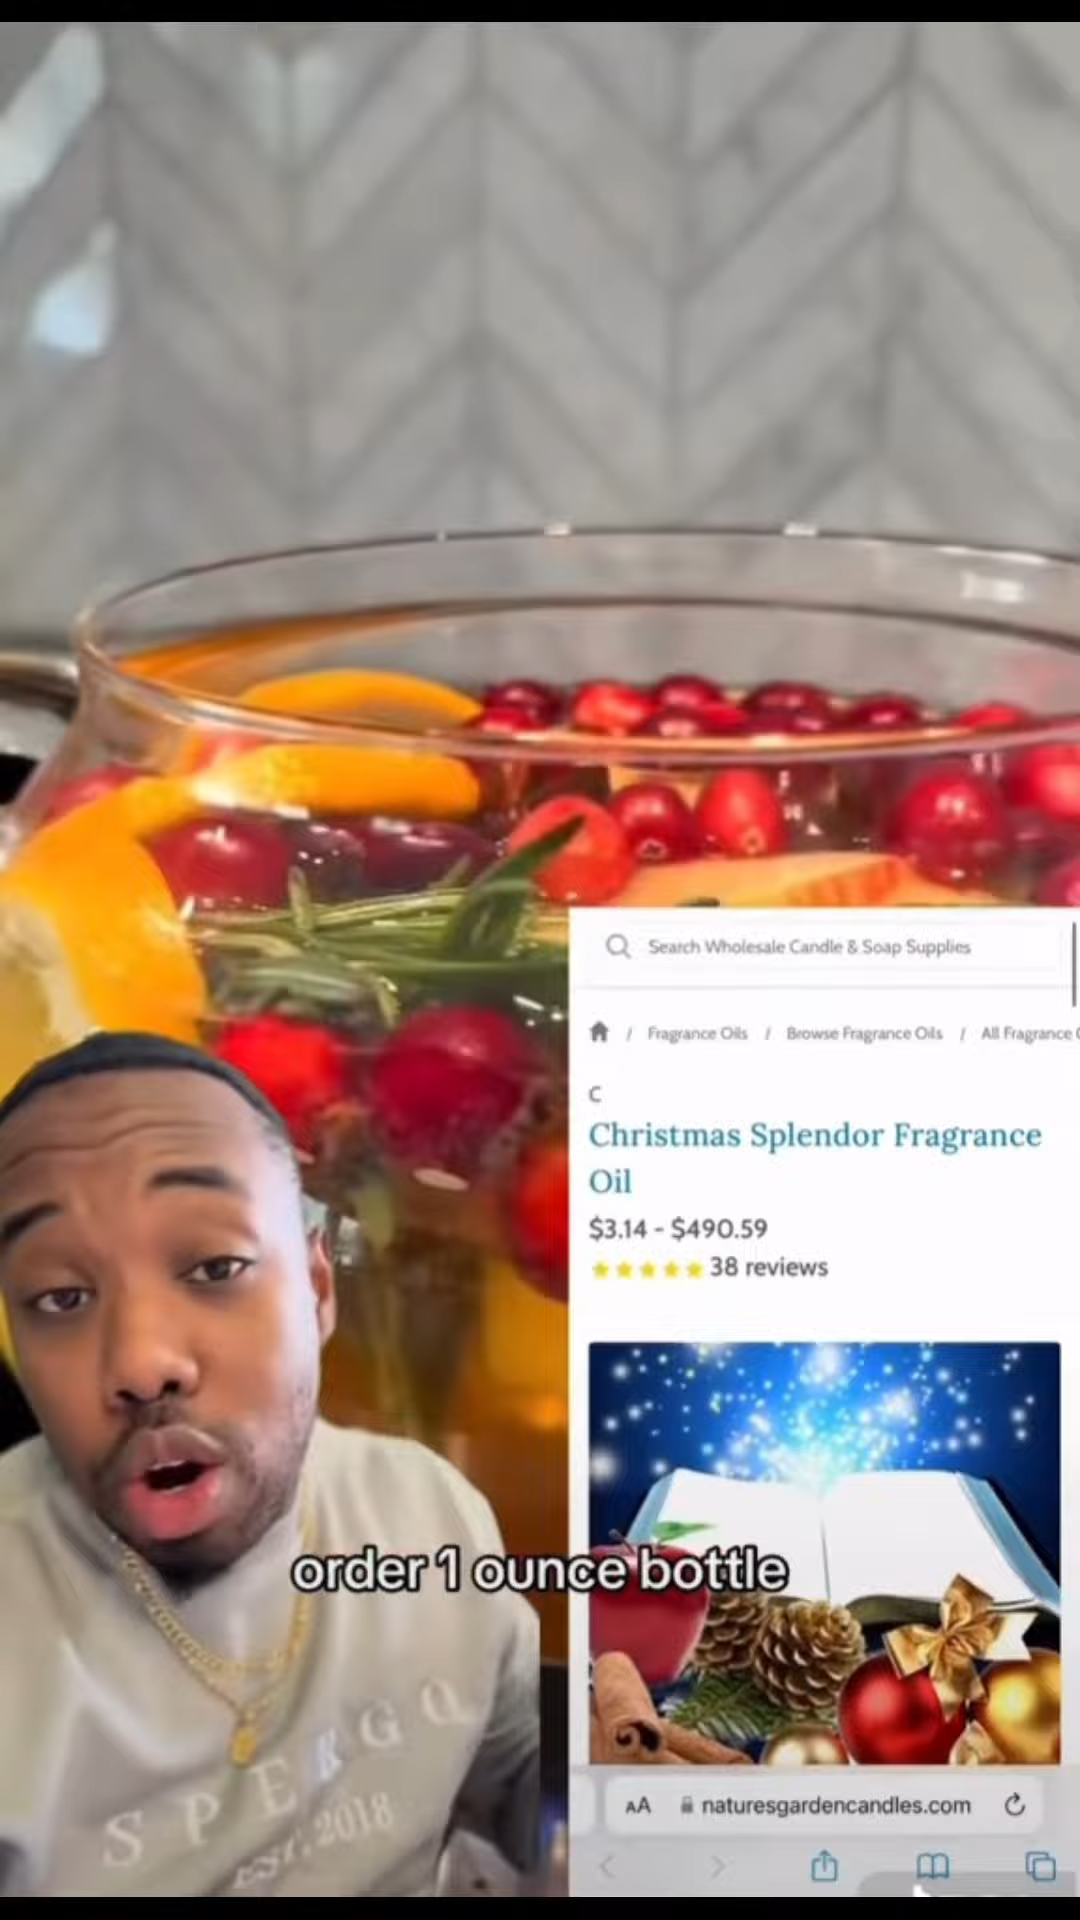 Search Wholesale Candle & Soap Supplies
/ Fragrance Oils / Browse Fragrance Oils / All Fragrance
C
Christmas Splendor Fragrance
Oil
$3.14 - $490.59
38 reviews
order 1 ounce bottle
SPERGO
EST. 2018
AA naturesgardencandles.com